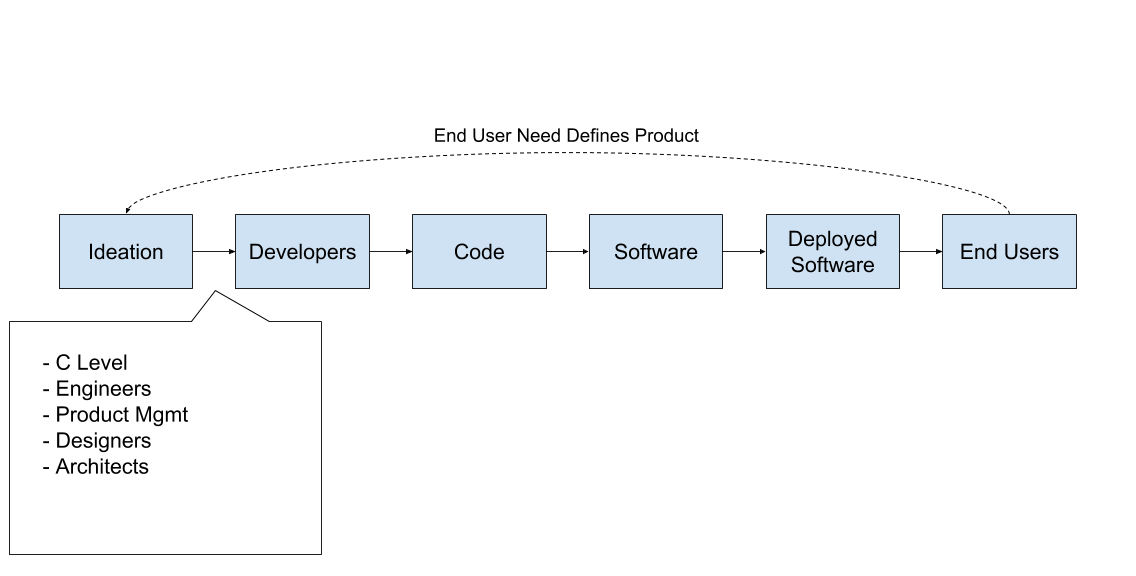 End User Need Defines Product
Ideation
Developers
Code
Software
Deployed
Software
End Users
- C Level
- Engineers
- Product Mgmt
- Designers
- Architects